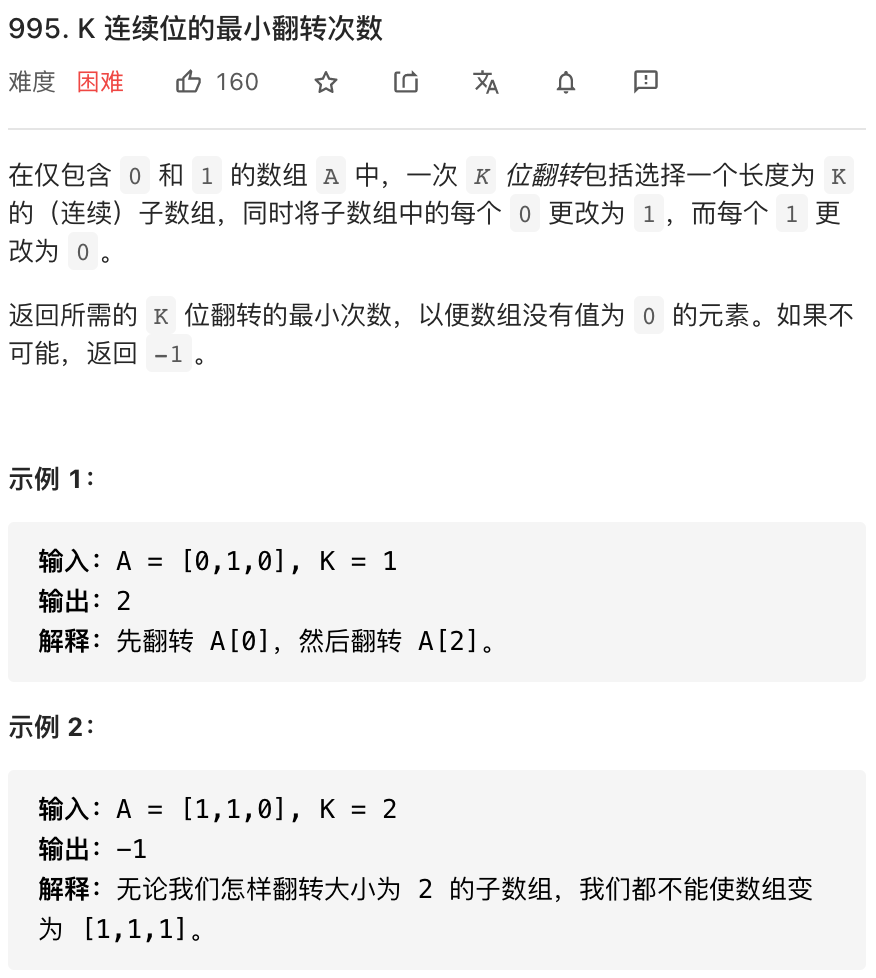 995. K 连续位的最小翻转次数
难度 困难 160
在仅包含 0 和 1 的数组 A 中，一次 K 位翻转包括选择一个长度为 K
的（连续）子数组，同时将子数组中的每个 0 更改为 1，而每个 1 更
改为 0。
返回所需的 K 位翻转的最小次数，以便数组没有值为 0 的元素。如果不
可能，返回 -1。
示例 1：
输入：A = [0,1,0], K = 1
输出：2
解释：先翻转 A[0]，然后翻转 A[2]。
示例 2：
输入：A = [1,1,0], K = 2
输出：-1
解释：无论我们怎样翻转大小为 2 的子数组，我们都不能使数组变
为 [1,1,1]。